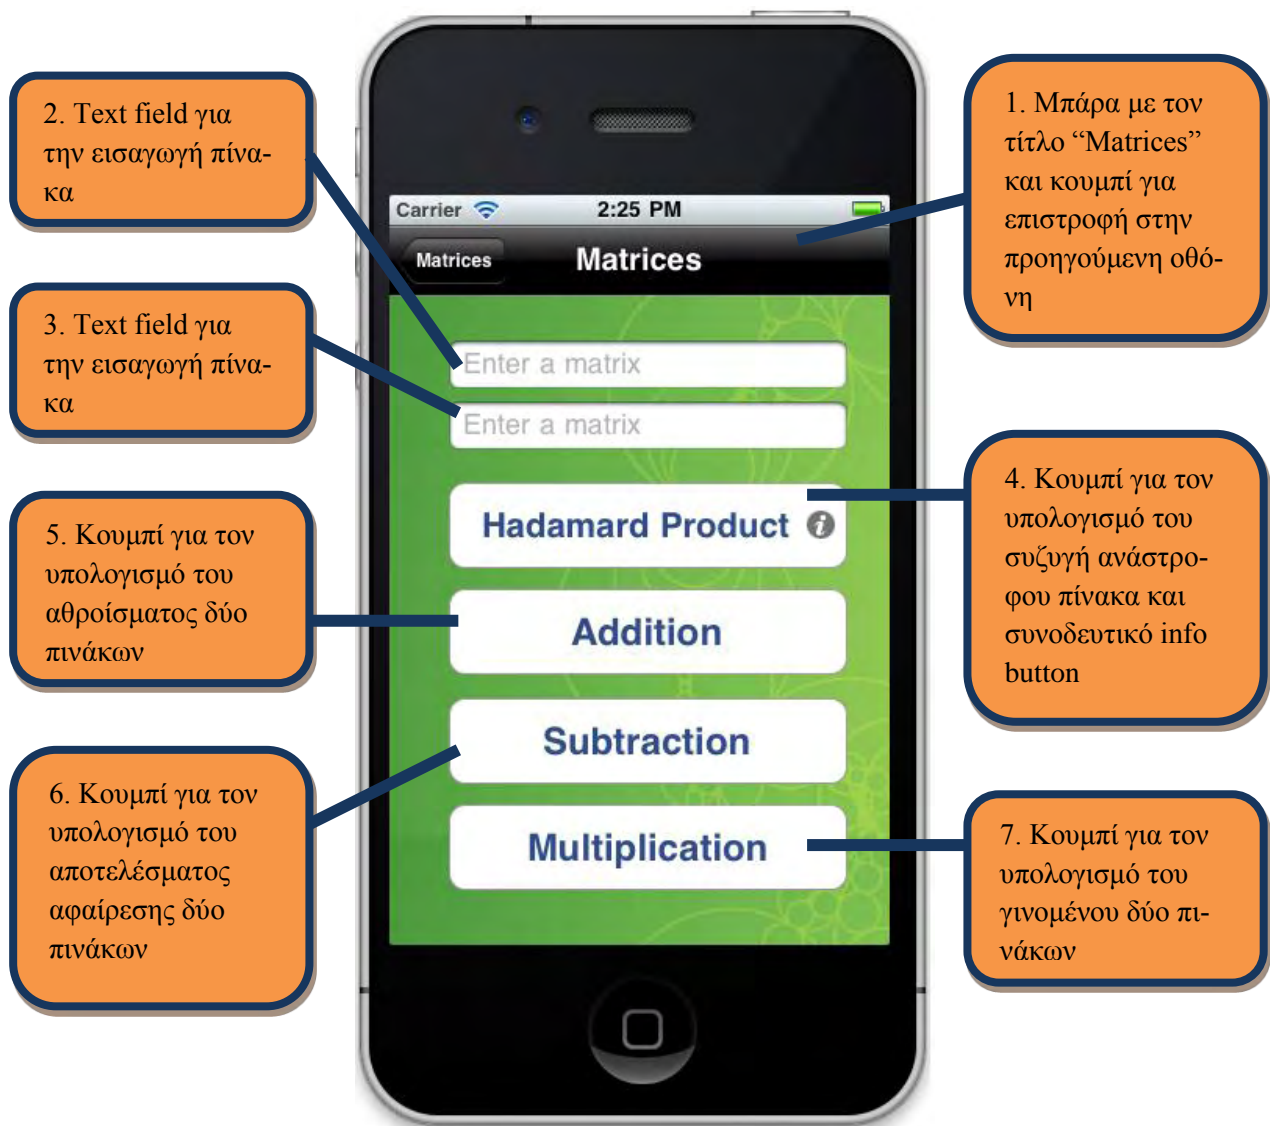 2. Text field για
την εισαγωγή πίνα-
κα
3. Text field για
την εισαγωγή πίνα-
κα
5. Κουμπί για τον
υπολογισμό του
αθροίσματος δύο
πινάκων
6. Κουμπί για τον
υπολογισμό του
αποτελέσματος
αφαίρεσης δύο
πινάκων
Carrier 2:25 PM
Matrices Matrices
Enter a matrix
Enter a matrix
Hadamard Product i
Addition
Subtraction
Multiplication
1. Μπάρα με τον
τίτλο “Matrices”
και κουμπί για
επιστροφή στην
προηγούμενη οθό-
νη
4. Κουμπί για τον
υπολογισμό του
συζυγή ανάστρο-
φου πίνακα και
συνοδευτικό info
button
7. Κουμπί για τον
υπολογισμό του
γινομένου δύο πι-
νάκων